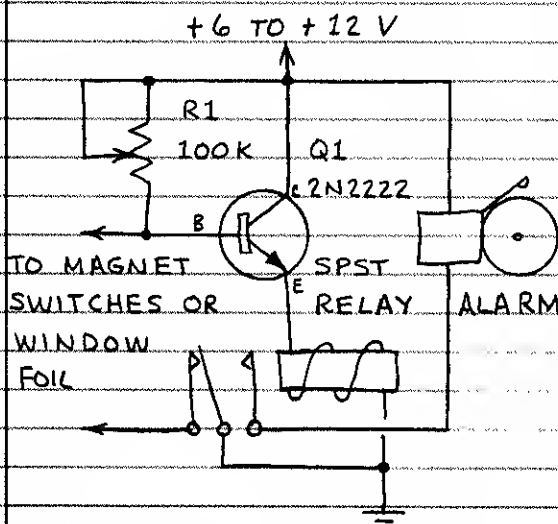 +6 TO +12 V
R1
100K
Q1
C
2N2222
B
E
TO MAGNET
SWITCHES OR
WINDOW
FOIL
SPST
RELAY
ALARM